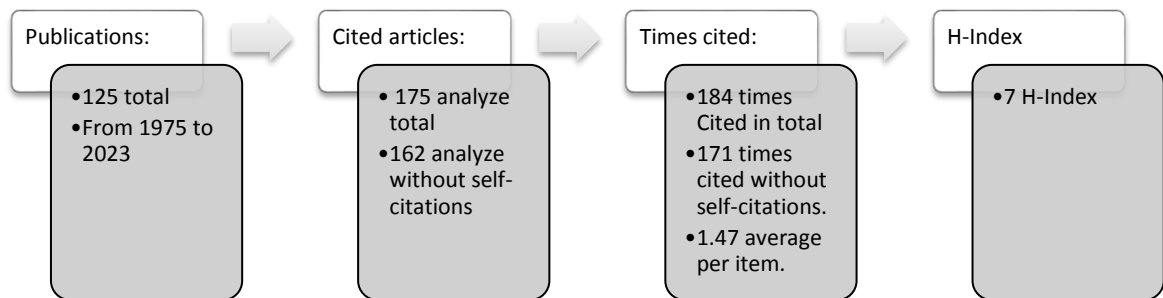 Publications:
•125 total
•From 1975 to
2023
Cited articles:
• 175 analyze
total
•162 analyze
without self-
citations
Times cited:
•184 times
Cited in total
•171 times
cited without
self-citations.
•1.47 average
per item.
H-Index
•7 H-Index